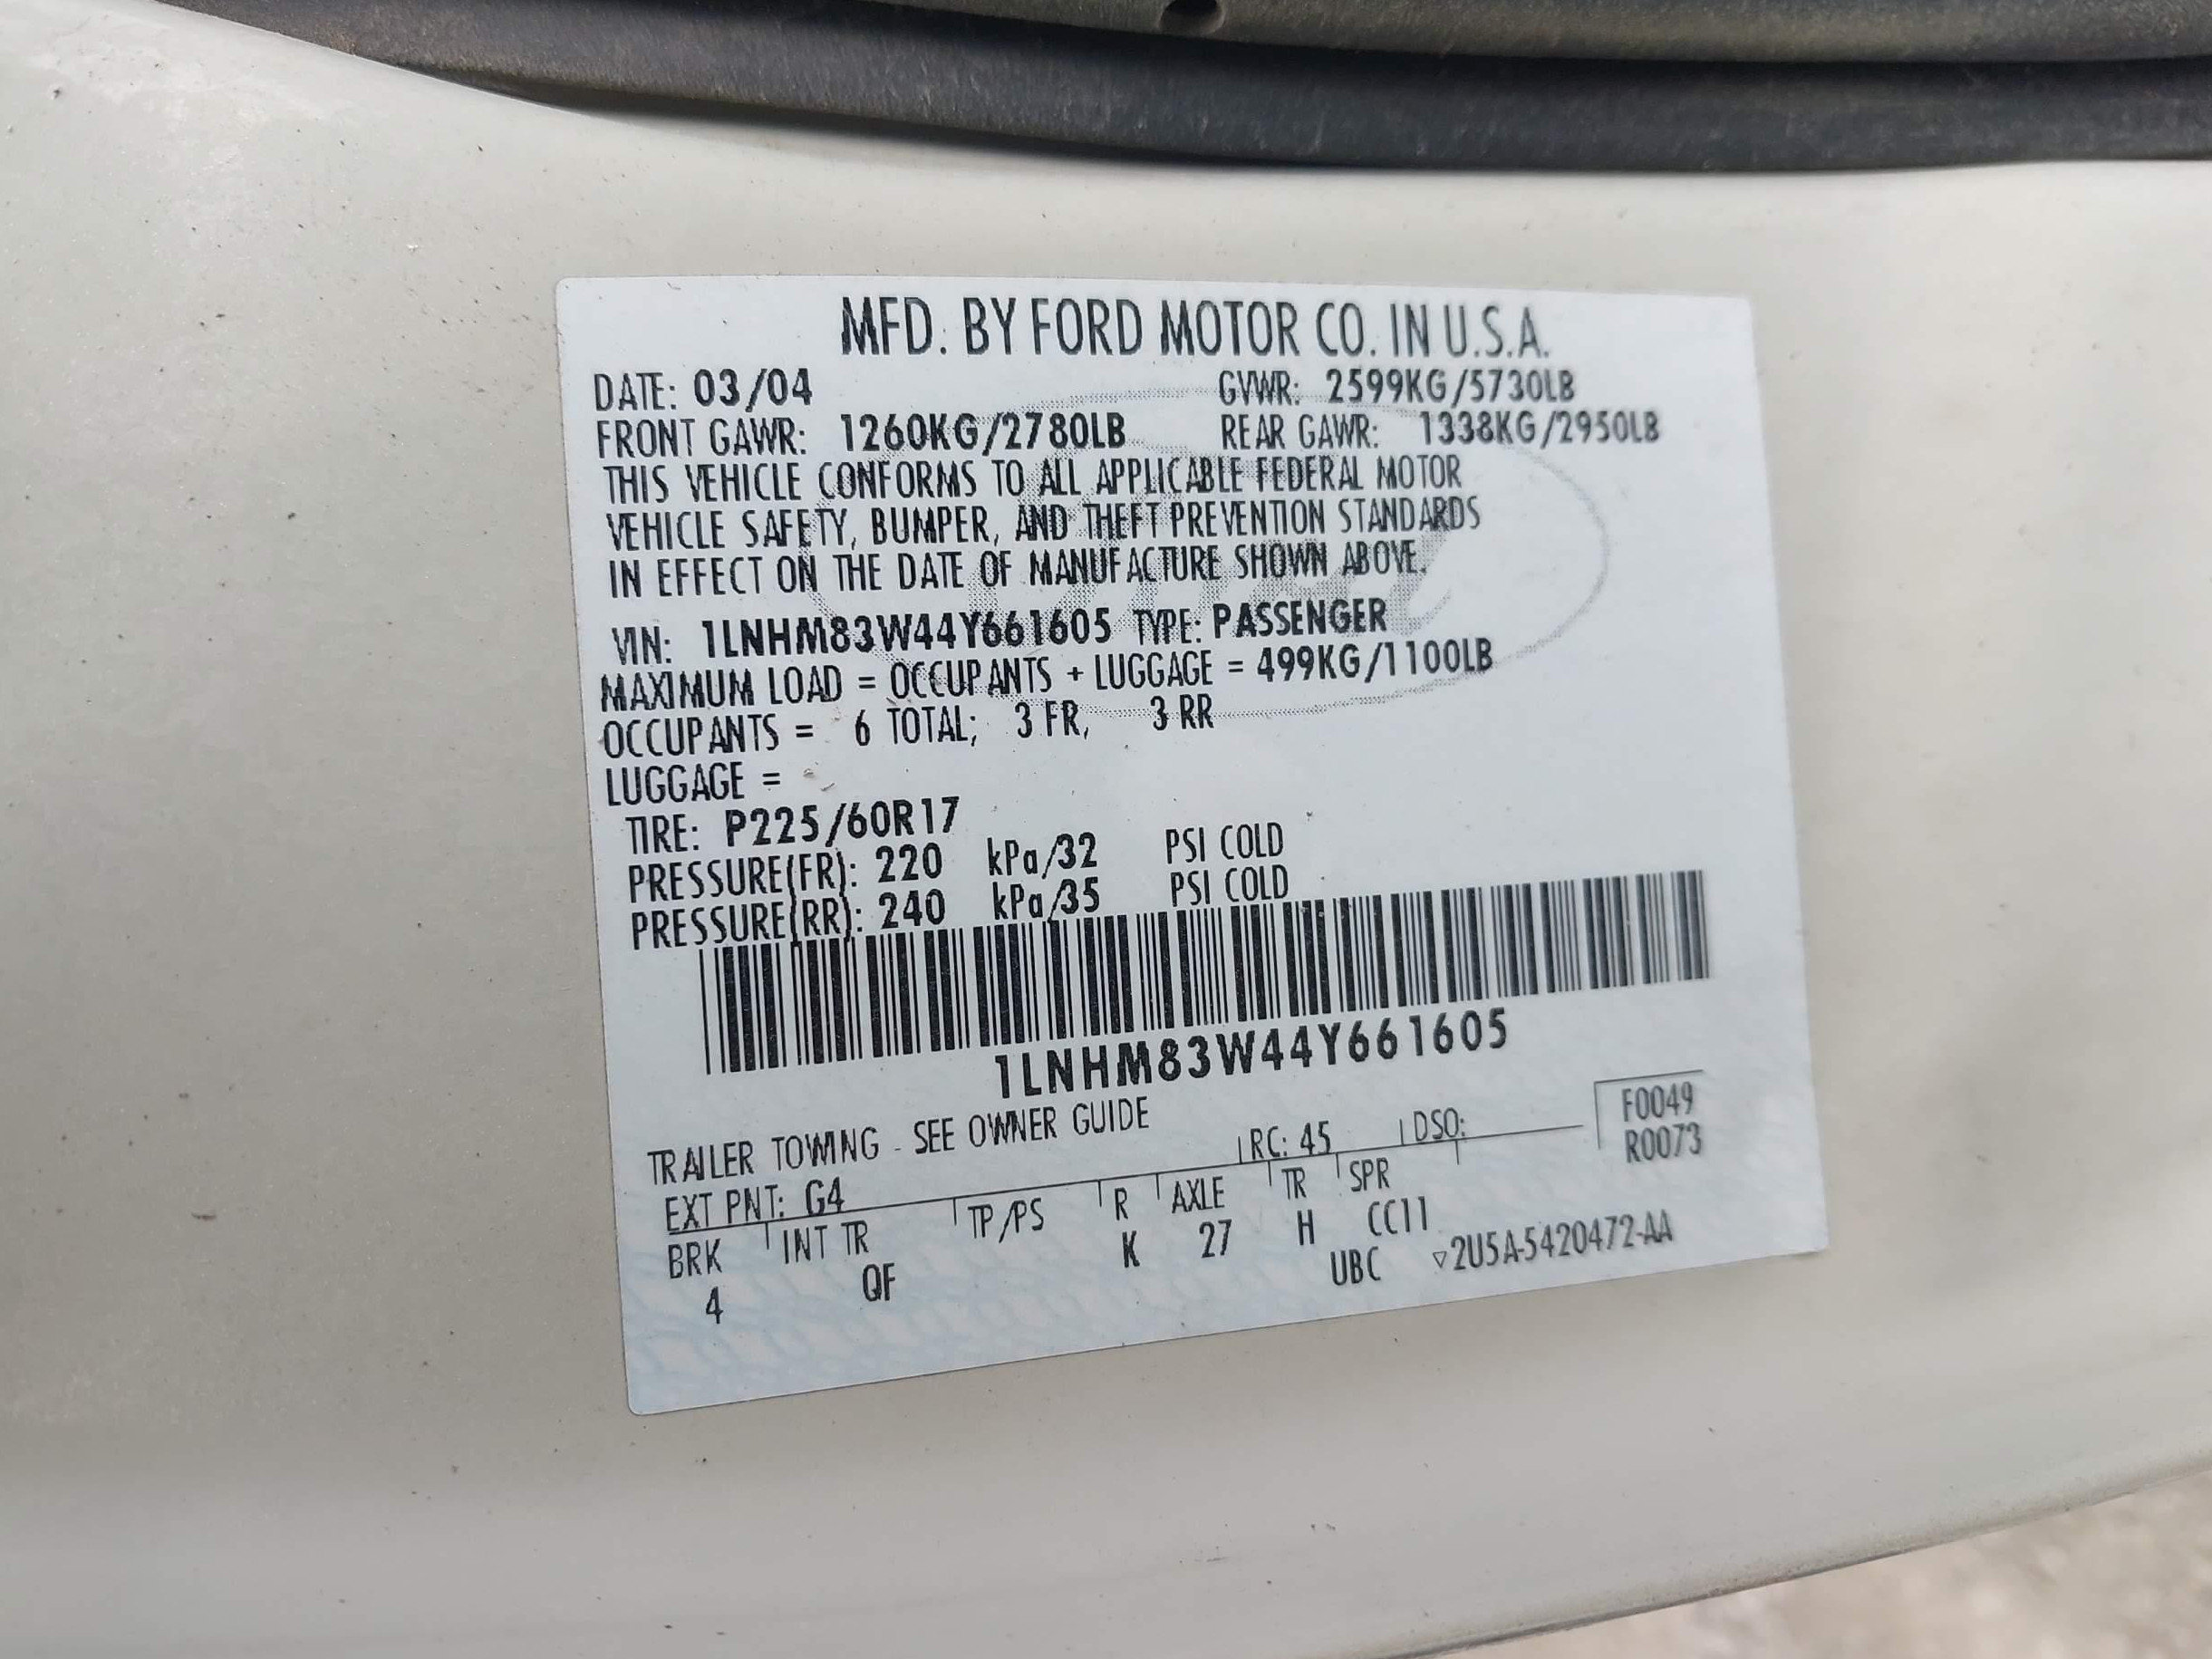 MFD. BY FORD MOTOR CO. IN U.S.A.
DATE: 03/04 GVWR: 2599KG/5730LB
FRONT GAWR: 1260KG/2780LB REAR GAWR: 1338KG/2950LB
THIS VEHICLE CONFORMS TO ALL APPLICABLE FEDERAL MOTOR
VEHICLE SAFETY, BUMPER, AND THEFT PREVENTION STANDARDS
IN EFFECT ON THE DATE OF MANUFACTURE SHOWN ABOVE.
VIN: 1LNHM83W44Y661605 TYPE: PASSENGER
MAXIMUM LOAD = OCCUPANTS + LUGGAGE = 499KG/1100LB
OCCUPANTS = 6 TOTAL; 3 FR, 3 RR
LUGGAGE =
TIRE: P225/60R17
PRESSURE(FR): 220 kPa/32 PSI COLD
PRESSURE(RR): 240 kPa/35 PSI COLD
1LNHM83W44Y661605
TRAILER TOWING - SEE OWNER GUIDE
F0049
R0073
EXT PNT: G4 RC: 45 DSO:
BRK INT TR TP/PS R AXLE TR SPR
4 QF K 27 H CC11
UBC ▽2U5A-5420472-AA